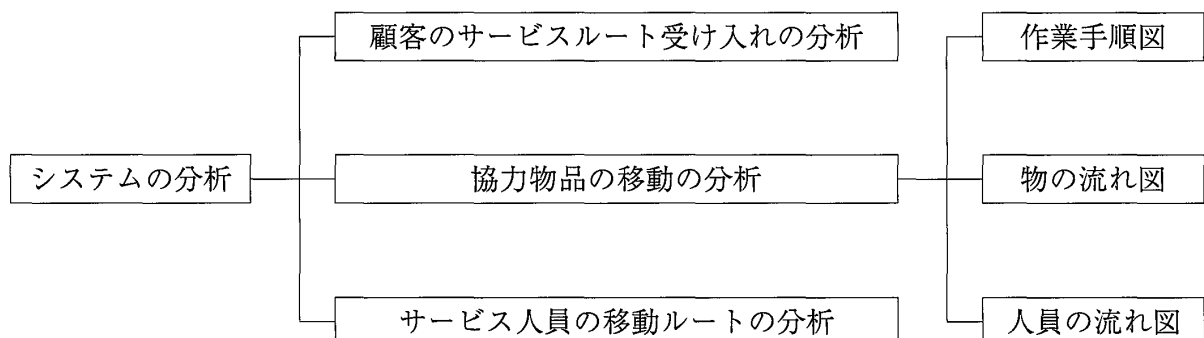 顧客のサービスルート受け入れの分析
作業手順図
システムの分析
協力物品の移動の分析
物の流れ図
サービス人員の移動ルートの分析
人員の流れ図